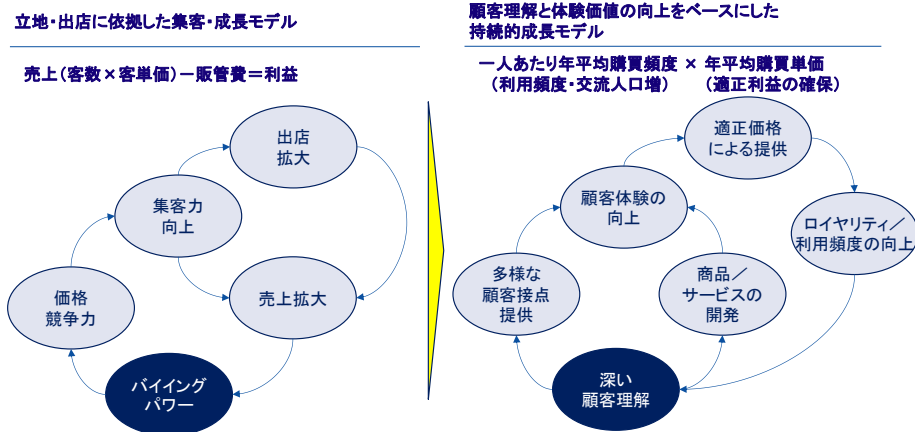 立地・出店に依拠した集客・成長モデル
売上（客数×客単価）－販管費＝利益
出店
拡大
集客力
向上
価格
競争力
売上拡大
バイイング
パワー
顧客理解と体験価値の向上をベースにした
持続的成長モデル
一人あたり年平均購買頻度 × 年平均購買単価
（利用頻度・交流人口増）　（適正利益の確保）
適正価格
による提供
顧客体験の
向上
ロイヤリティ／
利用頻度の向上
多様な
顧客接点
提供
商品／
サービスの
開発
深い
顧客理解